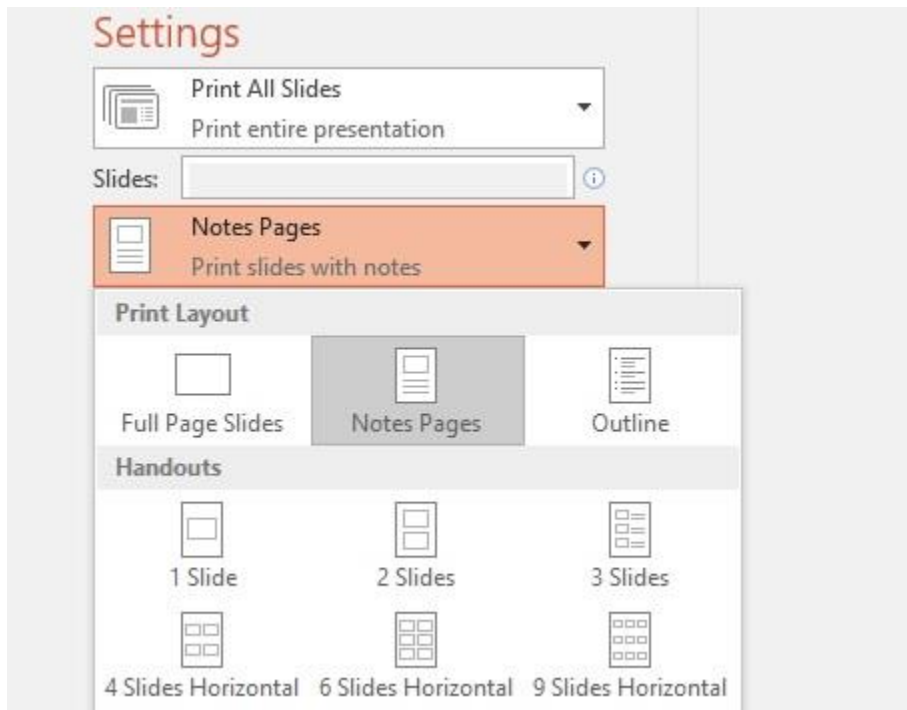 Settings
Print All Slides
Print entire presentation
Slides:
Notes Pages
Print slides with notes
Print Layout
Full Page Slides Notes Pages Outline
Handouts
1 Slide 2 Slides 3 Slides
4 Slides Horizontal 6 Slides Horizontal 9 Slides Horizontal